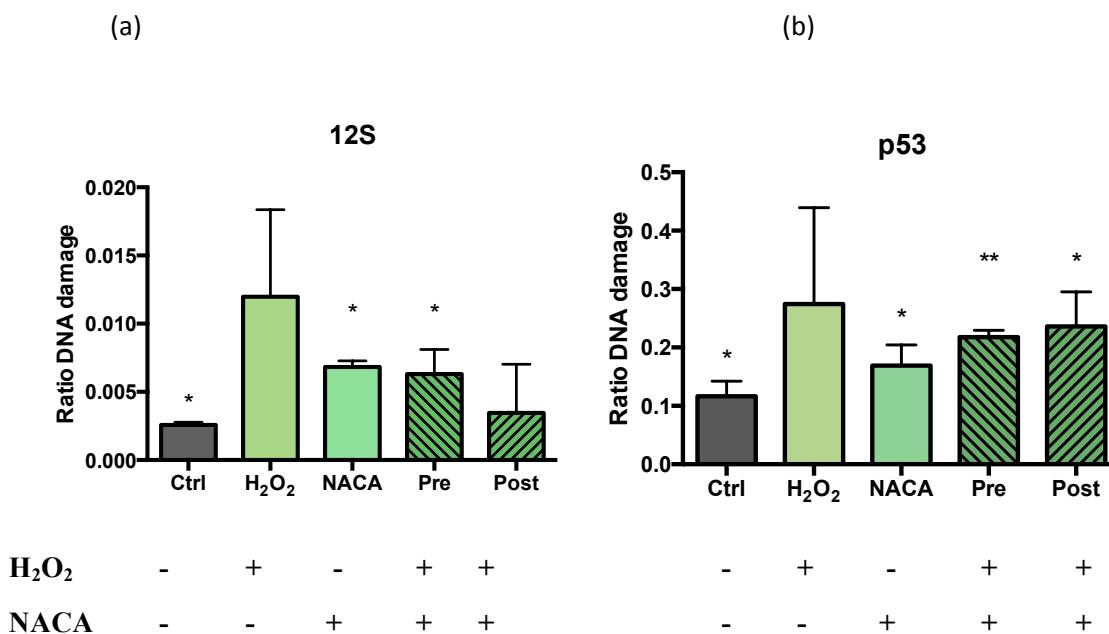 (a)
(b)
12S
Ratio DNA damage
0.020
0.015
0.010
0.005
0.000
*
*
*
Ctrl H₂O₂ NACA Pre Post
p53
Ratio DNA damage
0.5
0.4
0.3
0.2
0.1
0.0
*
*
**
*
Ctrl H₂O₂ NACA Pre Post
H₂O₂ - + - + + - + - + +
NACA - - + + + - - + + +